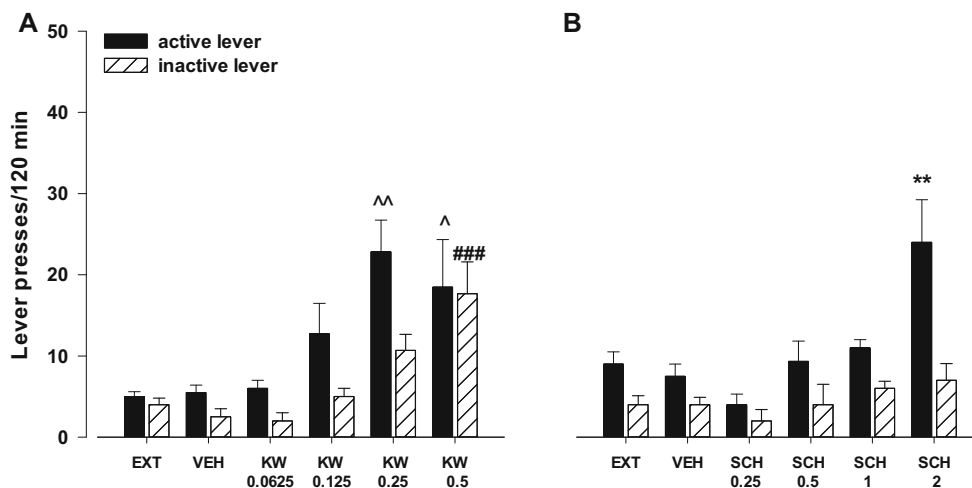 A
B
50
40
30
20
10
0
Lever presses/120 min
active lever
inactive lever
^^
^
###
**
EXT VEH KW KW KW KW
0.0625 0.125 0.25 0.5
EXT VEH SCH SCH SCH SCH
0.25 0.5 1 2